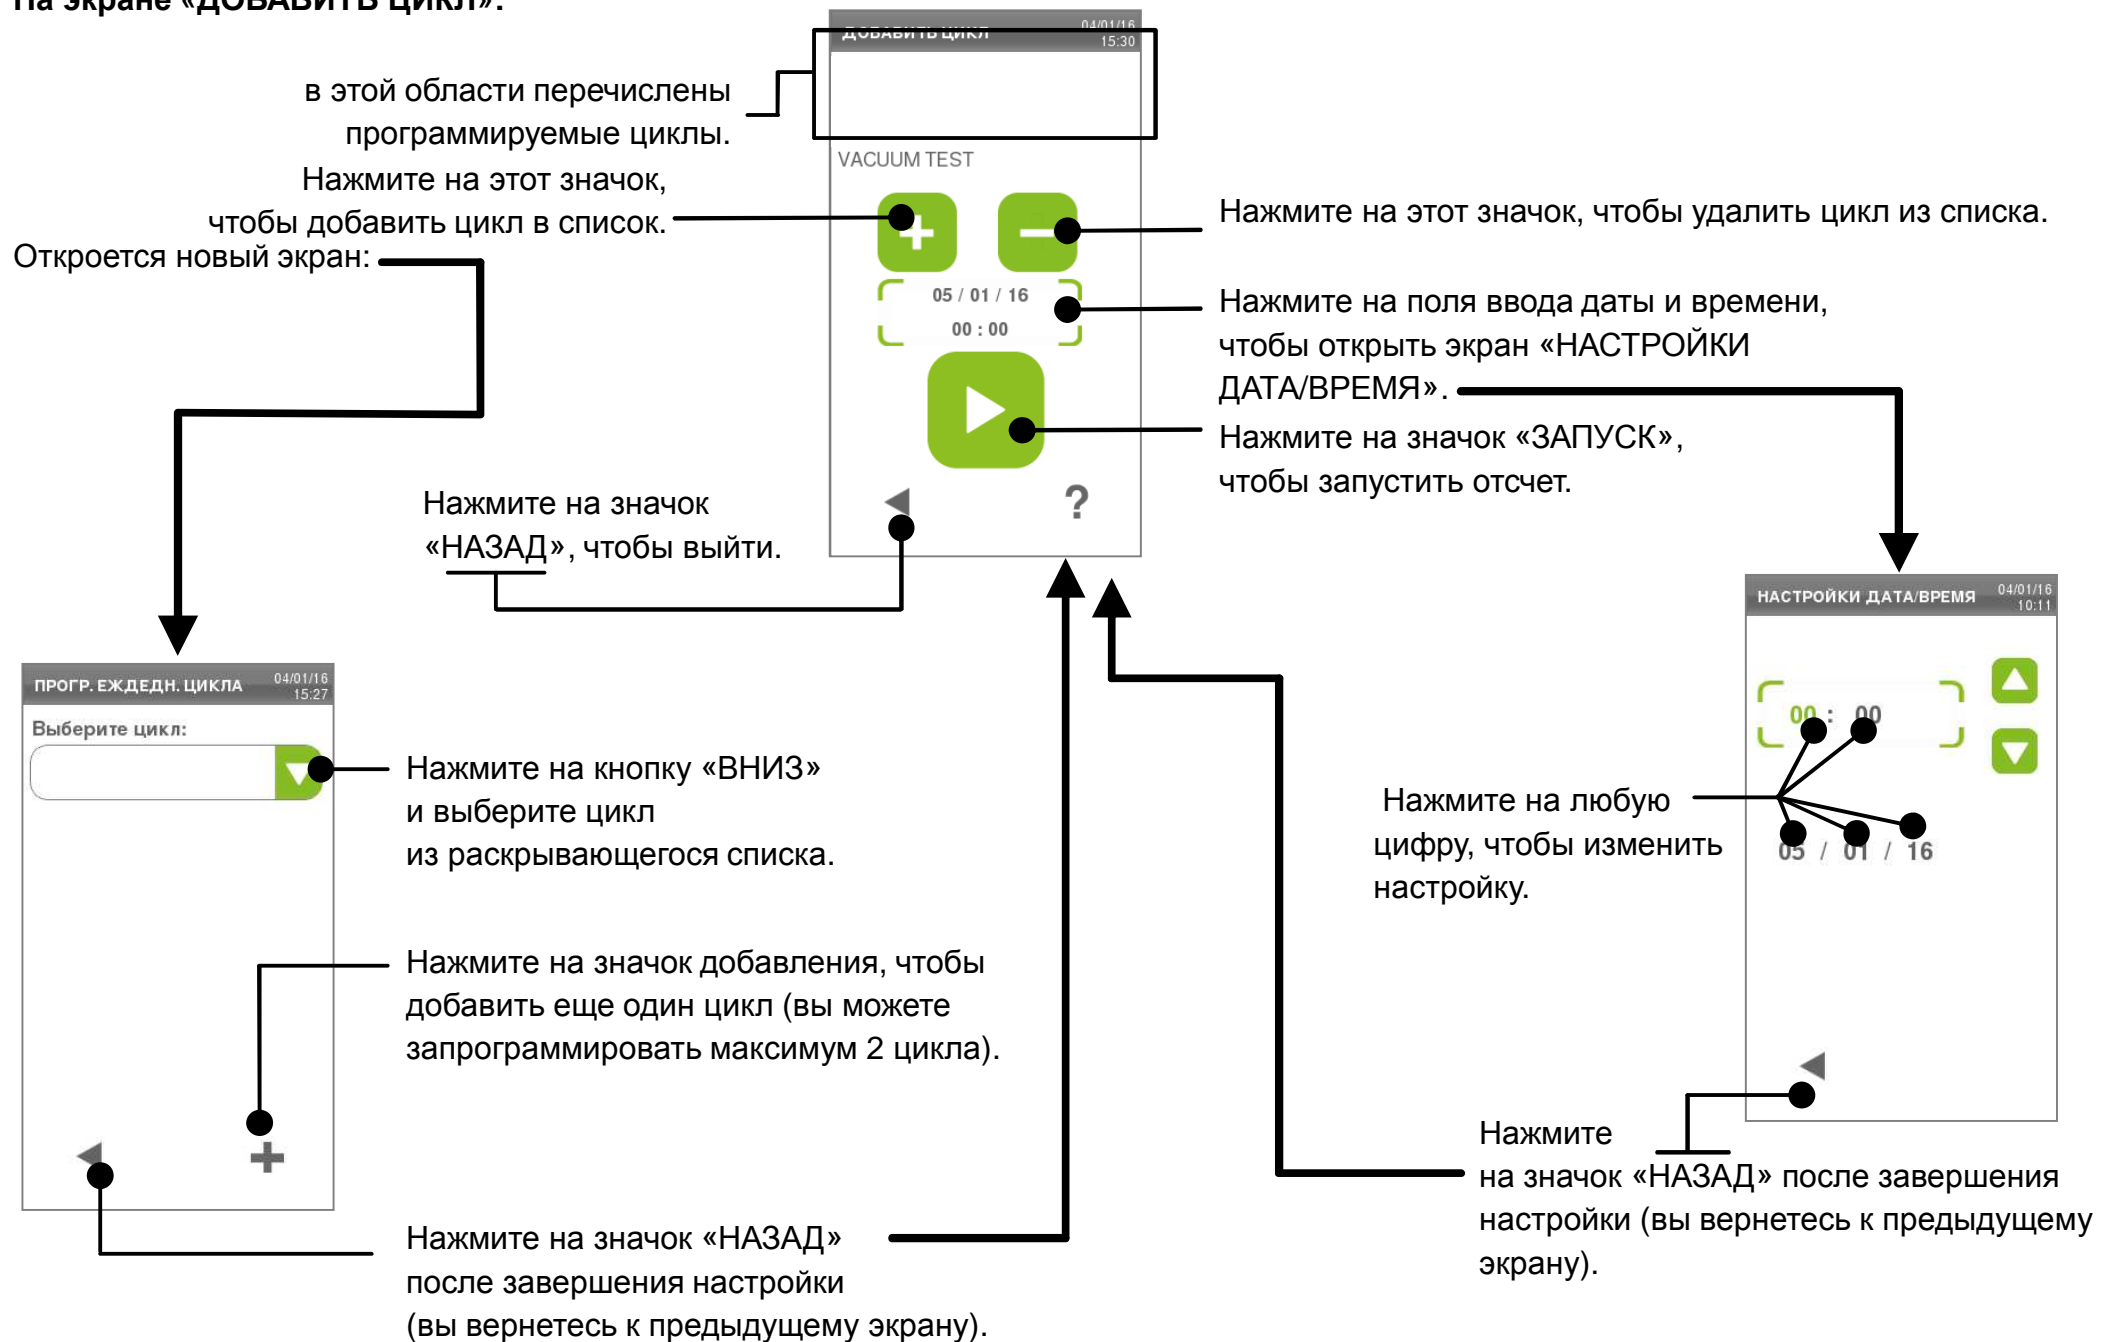 На экране «ДОБАВИТЬ ЦИКЛ»:
ДОБАВИТЬ ЦИКЛ
04/01/16
15:30
в этой области перечислены
программируемые циклы.
VACUUM TEST
Нажмите на этот значок,
чтобы добавить цикл в список.
Откроется новый экран:
Нажмите на этот значок, чтобы удалить цикл из списка.
05 / 01 / 16
00 : 00
Нажмите на поля ввода даты и времени,
чтобы открыть экран «НАСТРОЙКИ
ДАТА/ВРЕМЯ».
Нажмите на значок «ЗАПУСК»,
чтобы запустить отсчет.
Нажмите на значок
«НАЗАД», чтобы выйти.
?
ПРОГР. ЕЖДЕДН. ЦИКЛА
04/01/16
15:27
Выберите цикл:
Нажмите на кнопку «ВНИЗ»
и выберите цикл
из раскрывающегося списка.
Нажмите на значок добавления, чтобы
добавить еще один цикл (вы можете
запрограммировать максимум 2 цикла).
Нажмите на значок «НАЗАД»
после завершения настройки
(вы вернетесь к предыдущему экрану).
НАСТРОЙКИ ДАТА/ВРЕМЯ
04/01/16
10:11
00 : 00
Нажмите на любую
цифру, чтобы изменить
настройку.
05 / 01 / 16
Нажмите
на значок «НАЗАД» после завершения
настройки (вы вернетесь к предыдущему
экрану).